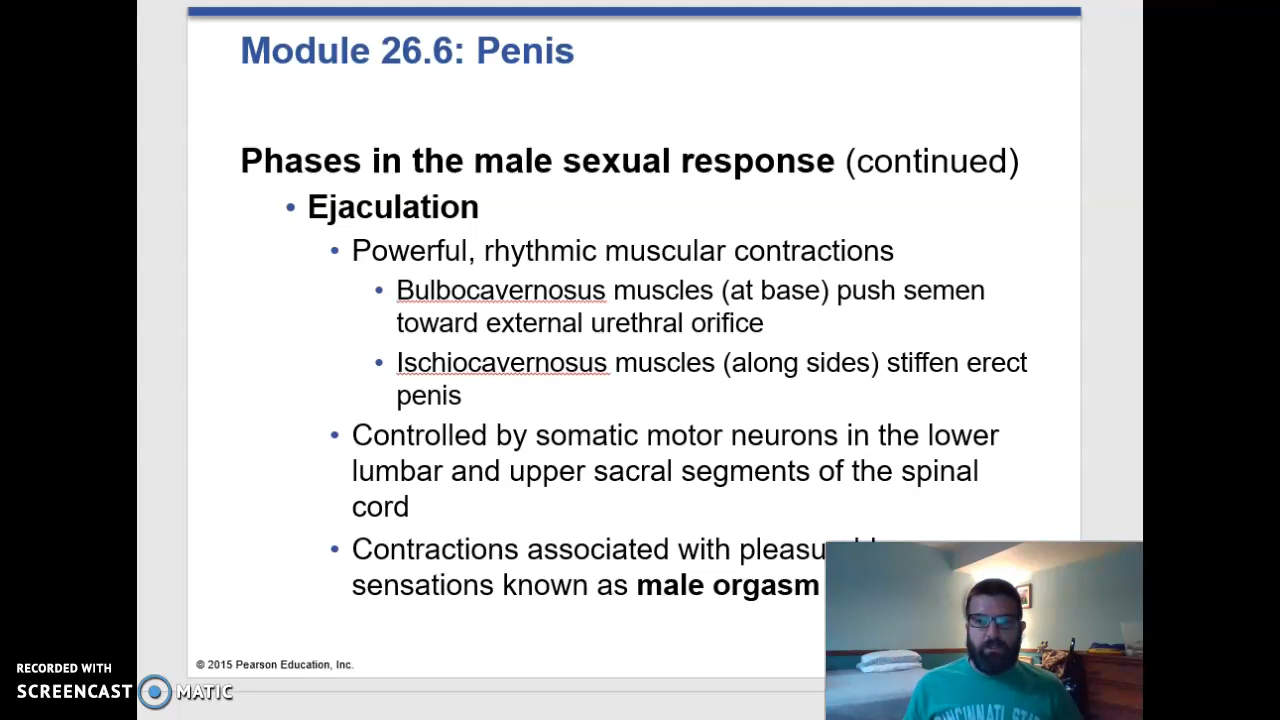 Module 26.6: Penis
Phases in the male sexual response (continued)
• Ejaculation
• Powerful, rhythmic muscular contractions
• Bulbocavernosus muscles (at base) push semen
toward external urethral orifice
• Ischiocavernosus muscles (along sides) stiffen erect
penis
• Controlled by somatic motor neurons in the lower
lumbar and upper sacral segments of the spinal
cord
• Contractions associated with
sensations known as male orgasm
© 2015 Pearson Education, Inc.
RECORDED WITH
SCREENCAST MATIC
CINCINNATI